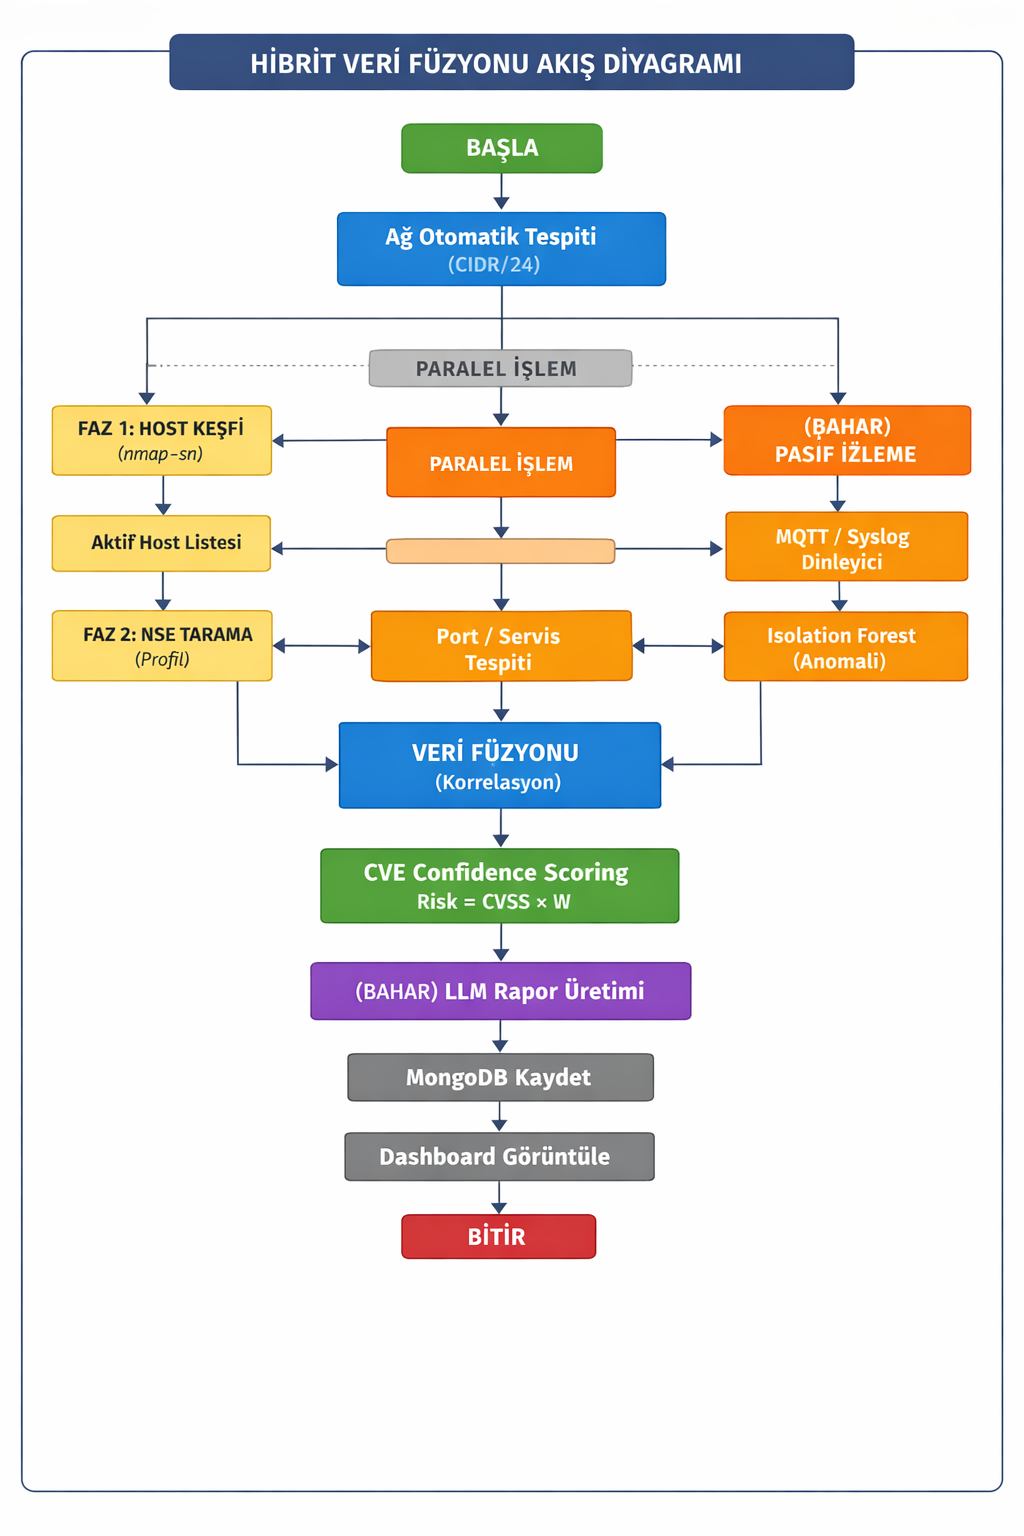 HİBRİT VERİ FÜZYONU AKIŞ DİYAGRAMI
BAŞLA
Ağ Otomatik Tespiti
(CIDR/24)
PARALEL İŞLEM
FAZ 1: HOST KEŞFİ
(nmap-sn)
PARALEL İŞLEM
(BAHAR)
PASİF İZLEME
Aktif Host Listesi
MQTT / Syslog
Dinleyici
FAZ 2: NSE TARAMA
(Profil)
Port / Servis
Tespiti
Isolation Forest
(Anomali)
VERİ FÜZYONU
(Korrelasyon)
CVE Confidence Scoring
Risk = CVSS × W
(BAHAR) LLM Rapor Üretimi
MongoDB Kaydet
Dashboard Görüntüle
BİTİR